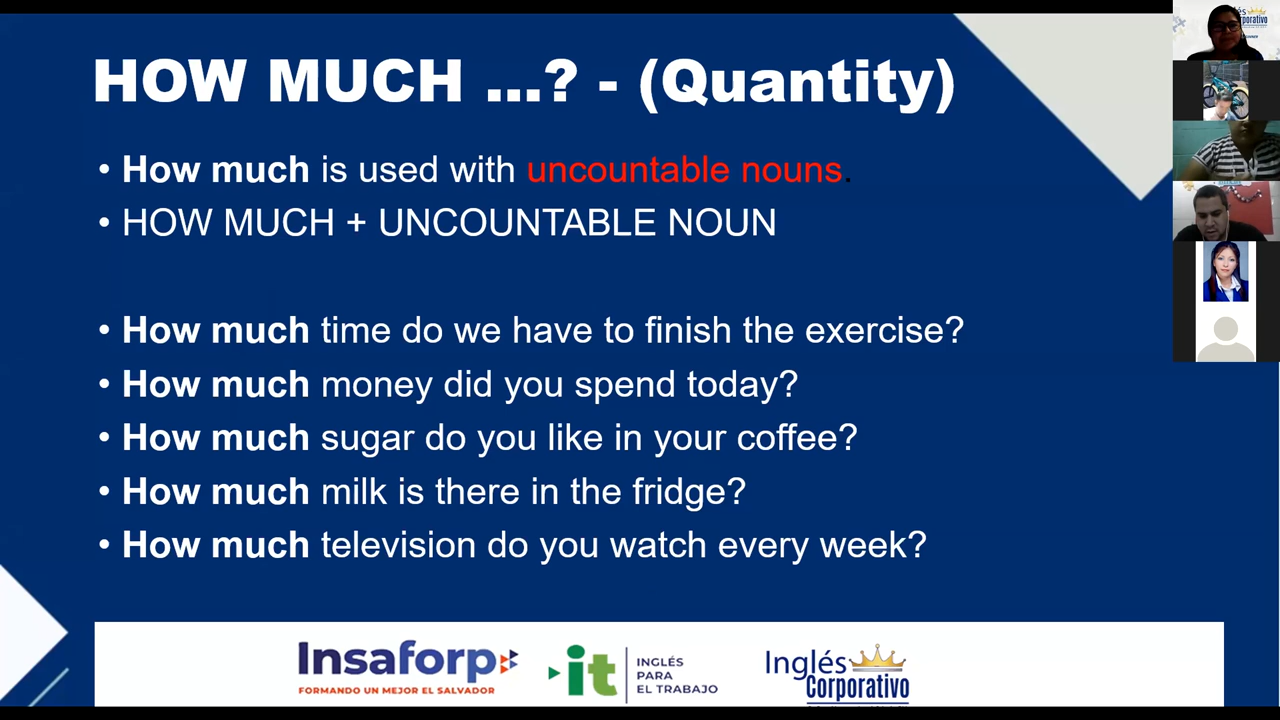 HOW MUCH ...? - (Quantity)
• How much is used with uncountable nouns.
• HOW MUCH + UNCOUNTABLE NOUN
• How much time do we have to finish the exercise?
• How much money did you spend today?
• How much sugar do you like in your coffee?
• How much milk is there in the fridge?
• How much television do you watch every week?
Insaforp
FORMANDO UN MEJOR EL SALVADOR
it
INGLÉS
PARA
EL TRABAJO
Inglés
Corporativo